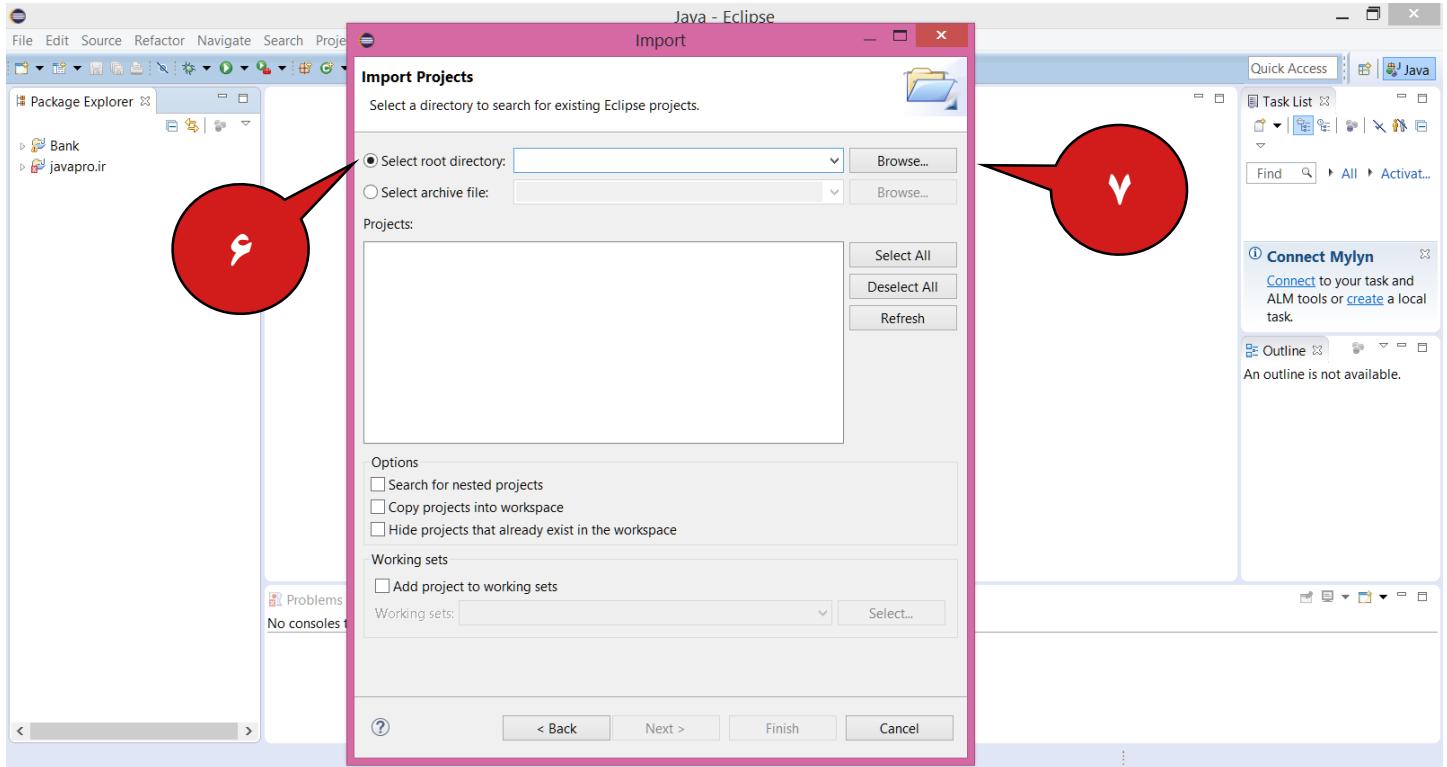 Java - Eclipse
File Edit Source Refactor Navigate Search Proje
Import
Quick Access
Java
Package Explorer
Bank
javapro.ir
Import Projects
Select a directory to search for existing Eclipse projects.
Select root directory:
Browse...
Select archive file:
Browse...
Projects:
Select All
Deselect All
Refresh
Options
Search for nested projects
Copy projects into workspace
Hide projects that already exist in the workspace
Working sets
Add project to working sets
Working sets:
Select...
< Back
Next >
Finish
Cancel
۶
۷
Task List
Find
All
Activat...
Connect Mylyn
Connect to your task and
ALM tools or create a local
task.
Outline
An outline is not available.
Problems
No consoles t